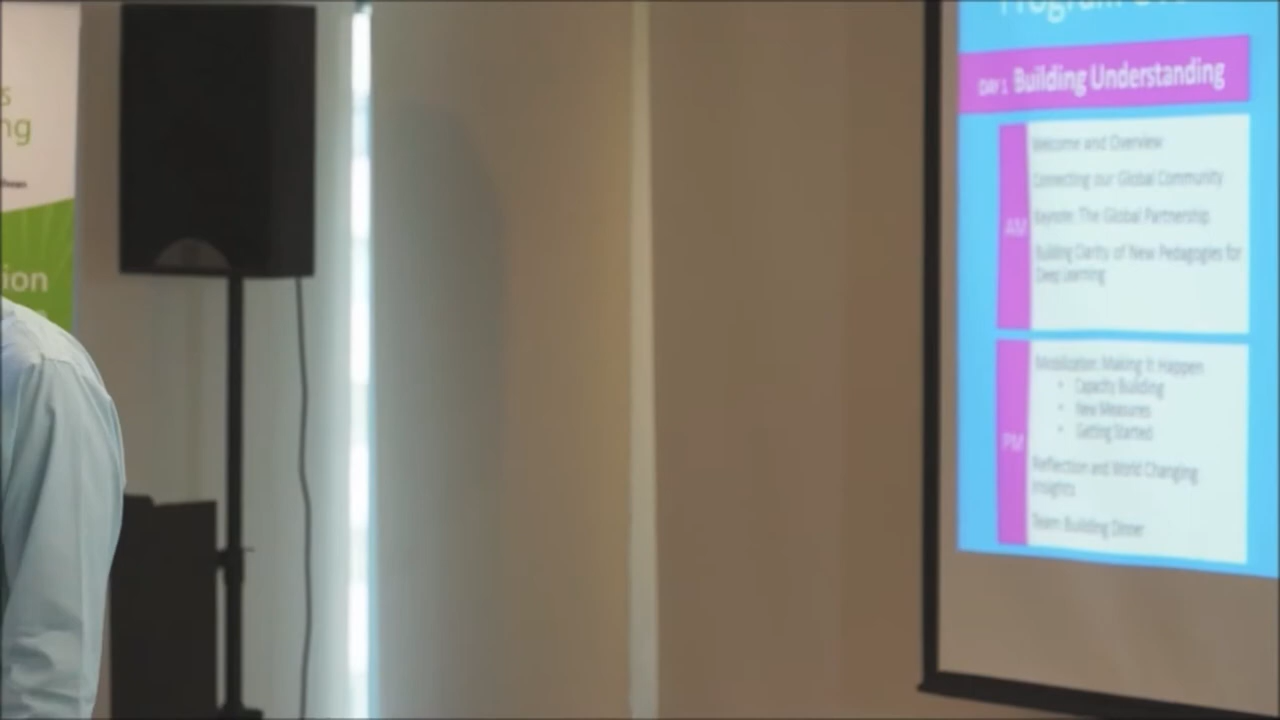 s
ng
ion
Program
DAY 1 Building Understanding
AM
Welcome and Overview
Connecting our Global Community
Keynote: The Global Partnership
Building Clarity of New Pedagogies for
Deep Learning
PM
Mobilization: Making It Happen
• Capacity Building
• New Measures
• Getting Started
Reflection and World Changing
Insights
Team Building Dinner